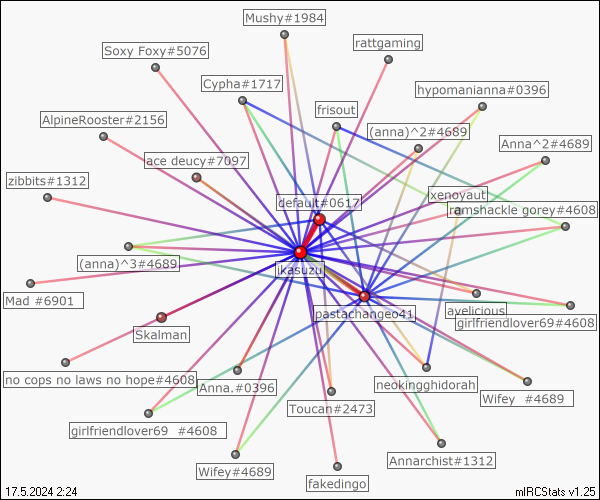 Mushy#1984
rattgaming
Soxy Foxy#5076
Cypha#1717
hypomanianna#0396
frisout
AlpineRooster#2156
(anna)^2#4689
Anna^2#4689
ace deucy#7097
zibbits#1312
xenoyaut
default#0617
ramshackle gorey#4608
(anna)^3#4689
ikasuzu
Mad #6901
avelicious
pastachangeo41
girlfriendlover69#4608
Skalman
no cops no laws no hope#4608
Anna.#0396
neokingghidorah
Wifey #4689
Toucan#2473
girlfriendlover69 #4608
Annarchist#1312
Wifey#4689
fakedingo
17.5.2024 2:24
mIRCStats v1.25